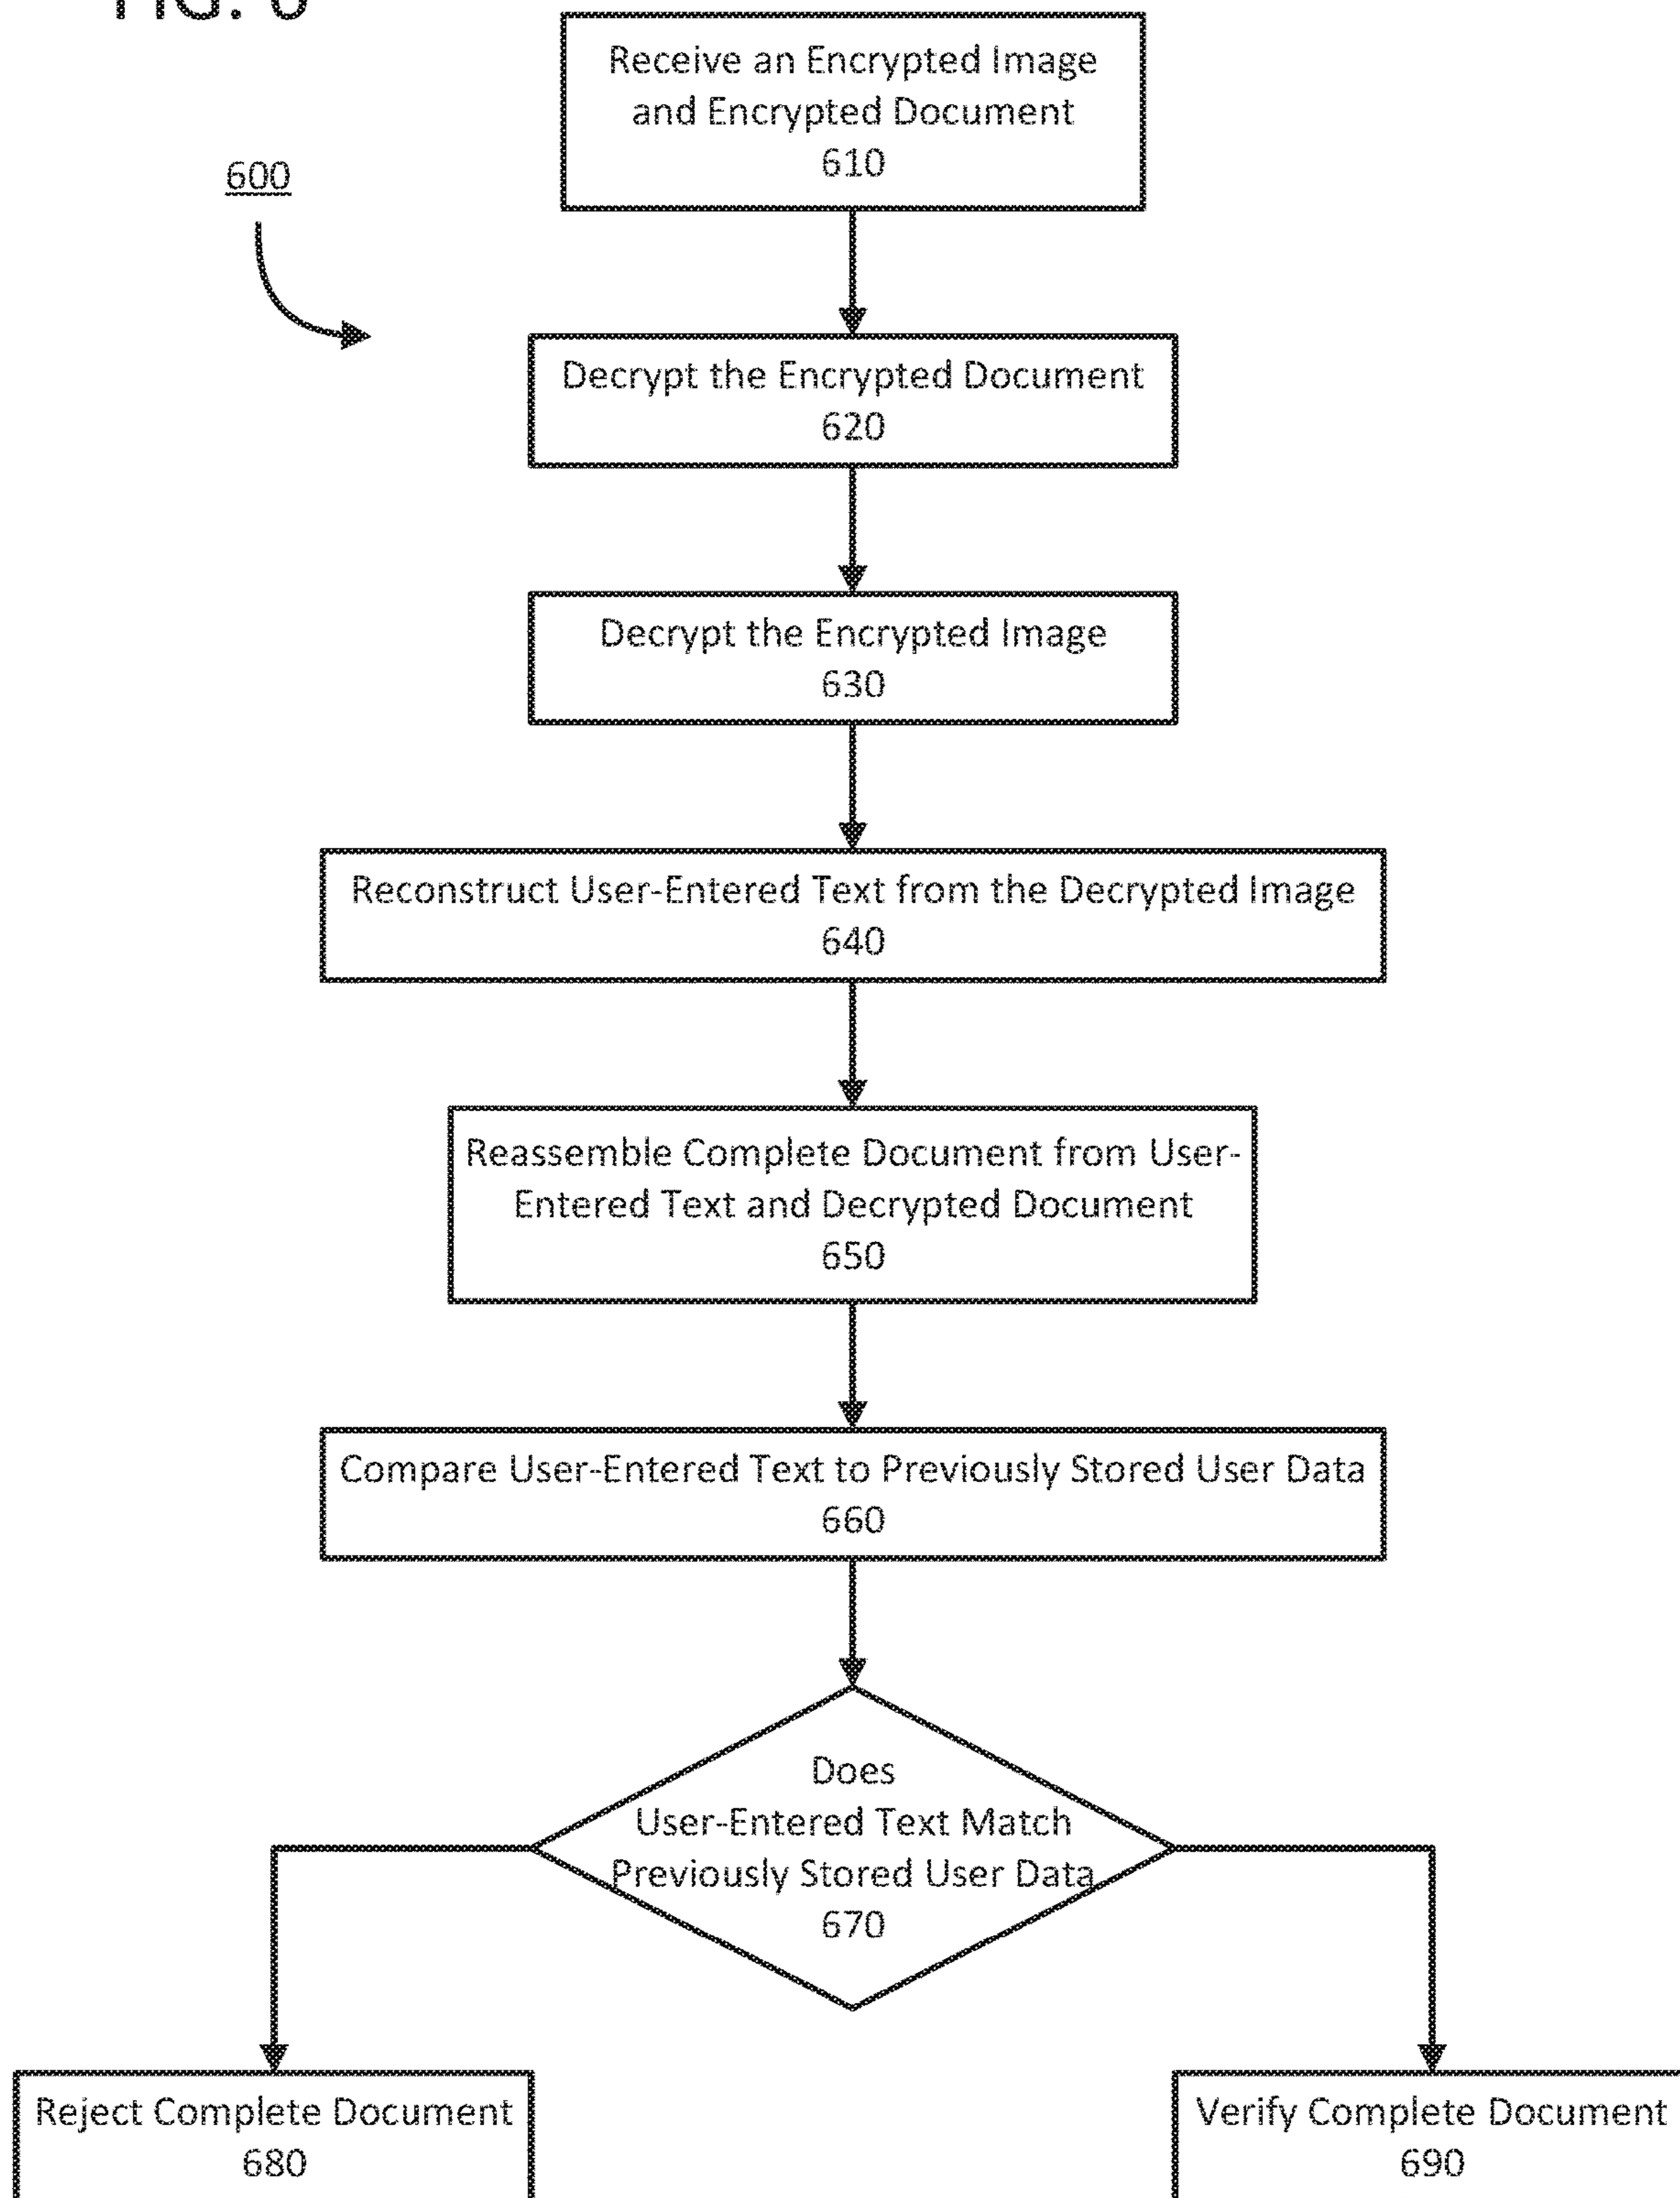 FIG. 6
Receive an Encrypted Image
and Encrypted Document
610
600
Decrypt the Encrypted Document
620
Decrypt the Encrypted Image
630
Reconstruct User-Entered Text from the Decrypted Image
640
Reassemble Complete Document from User-
Entered Text and Decrypted Document
650
Compare User-Entered Text to Previously Stored User Data
660
Does
User-Entered Text Match
Previously Stored User Data
670
Reject Complete Document
680
Verify Complete Document
690